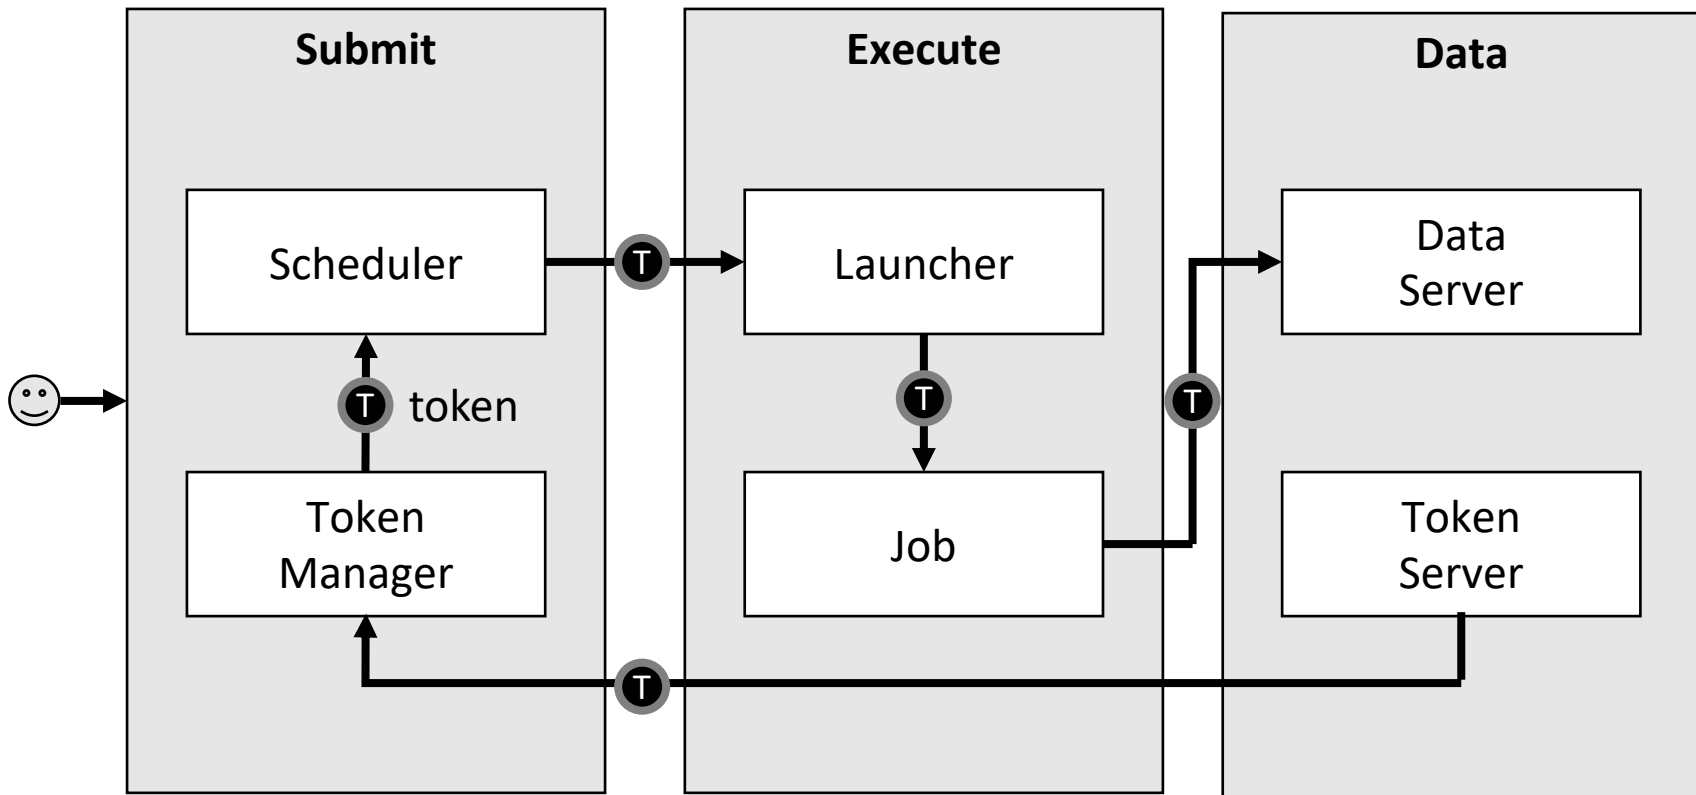 Submit
Execute
Data
Scheduler
T
Launcher
Data
Server
T
token
T
T
Token
Manager
Job
Token
Server
T